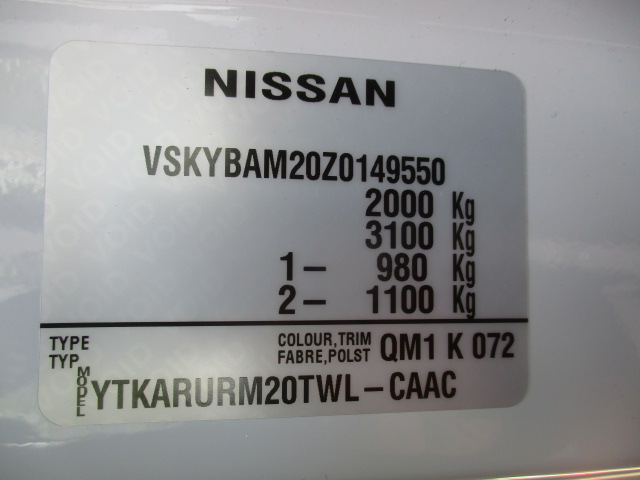 NISSAN
VSKYBAM20Z0149550
2000 Kg
3100 Kg
1– 980 Kg
2– 1100 Kg
TYPE COLOUR,TRIM QM1 K 072
TYP FABRE,POLST
MODEL YTKARURM20TWL–CAAC